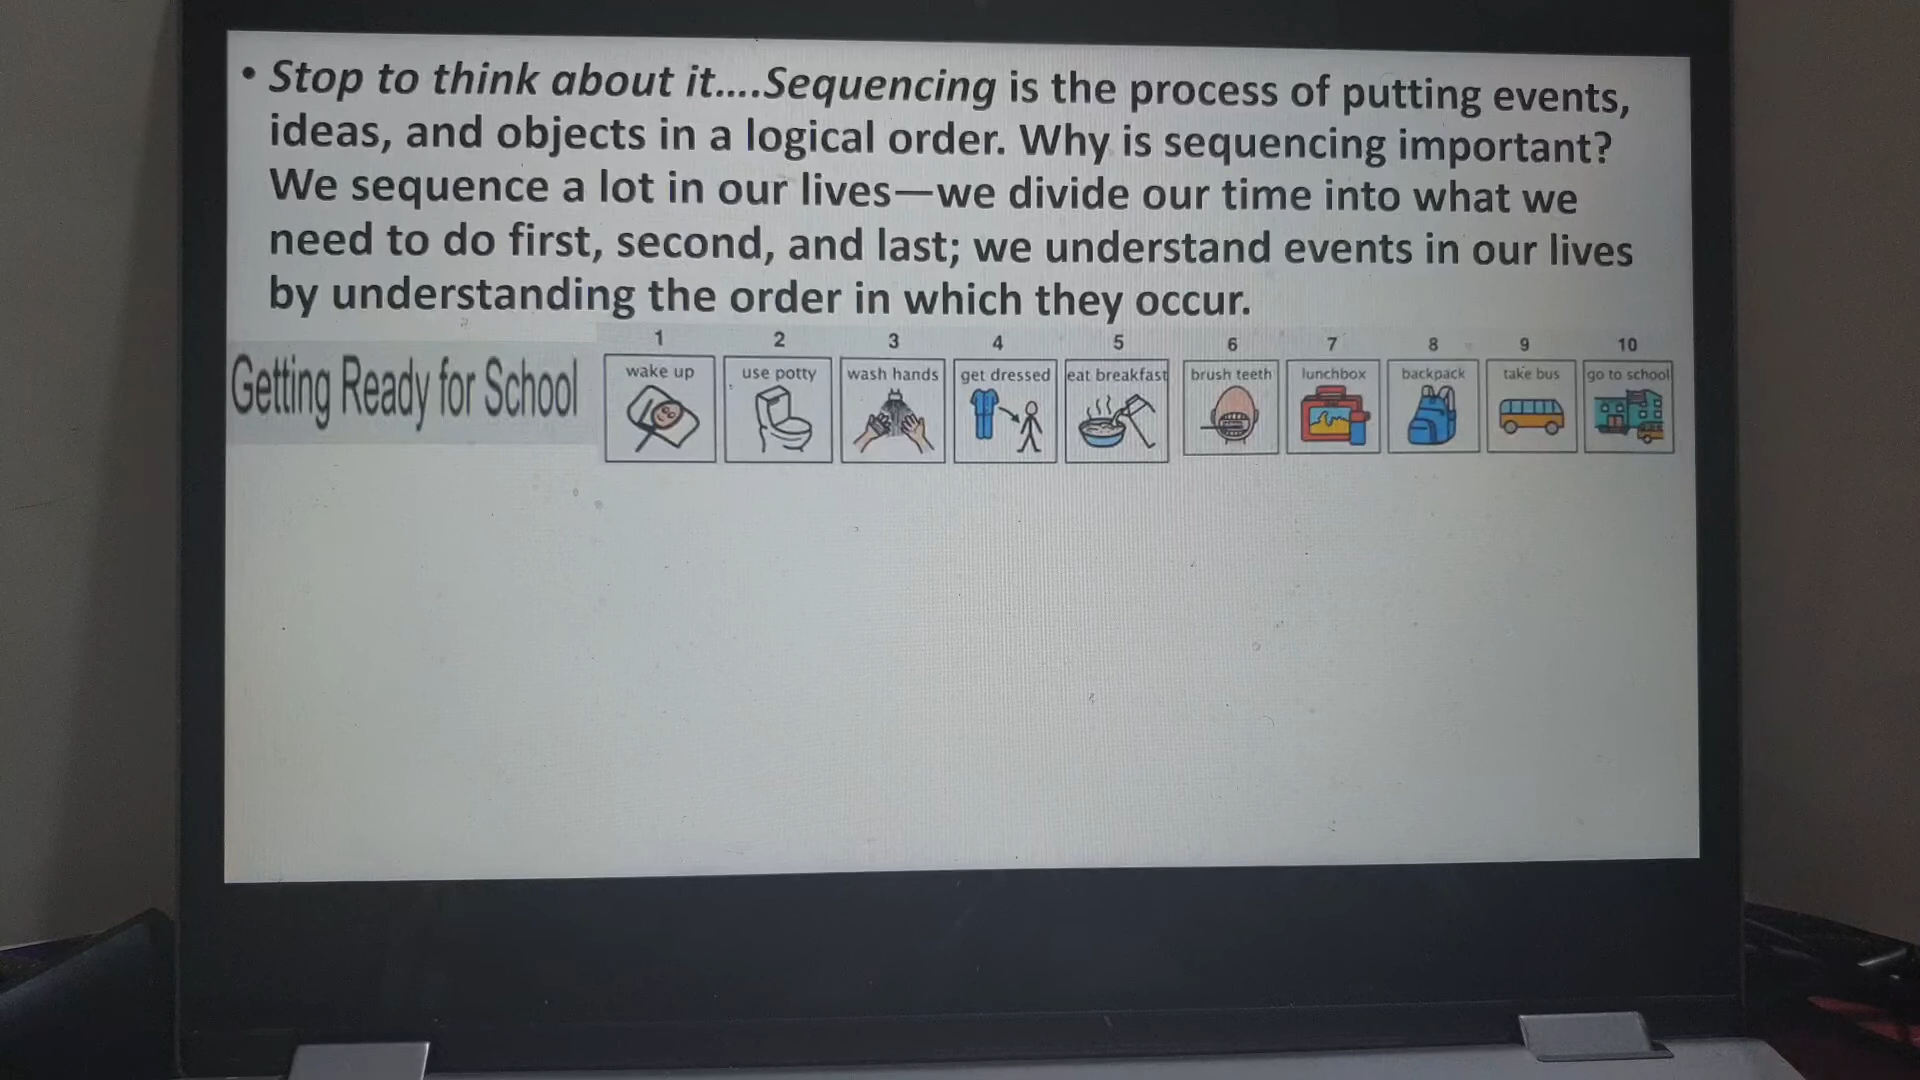 • Stop to think about it....Sequencing is the process of putting events,
ideas, and objects in a logical order. Why is sequencing important?
We sequence a lot in our lives—we divide our time into what we
need to do first, second, and last; we understand events in our lives
by understanding the order in which they occur.
Getting Ready for School
1 2 3 4 5 6 7 8 9 10
wake up use potty wash hands get dressed eat breakfast brush teeth lunchbox backpack take bus go to school